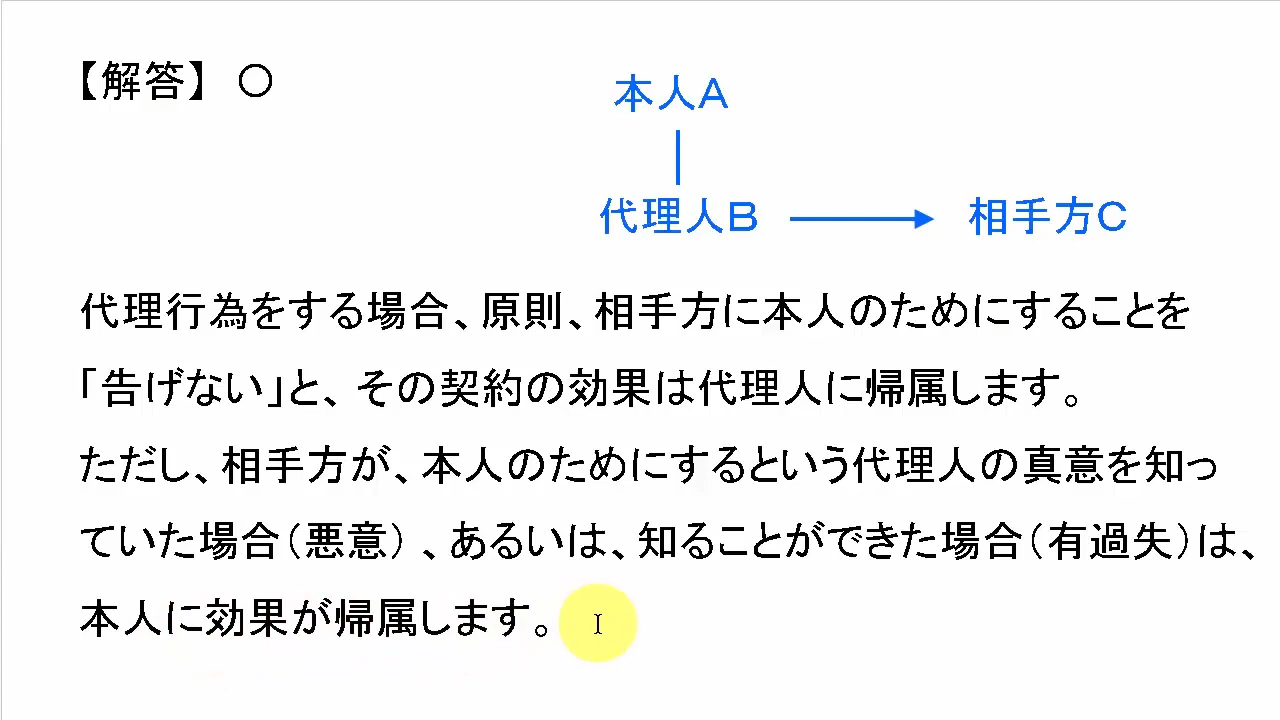 【解答】 ○
本人A
代理人B
相手方C
代理行為をする場合、原則、相手方に本人のためにすることを
「告げない」と、その契約の効果は代理人に帰属します。
ただし、相手方が、本人のためにするという代理人の真意を知っ
ていた場合(悪意) 、あるいは、知ることができた場合(有過失)は、
本人に効果が帰属します。